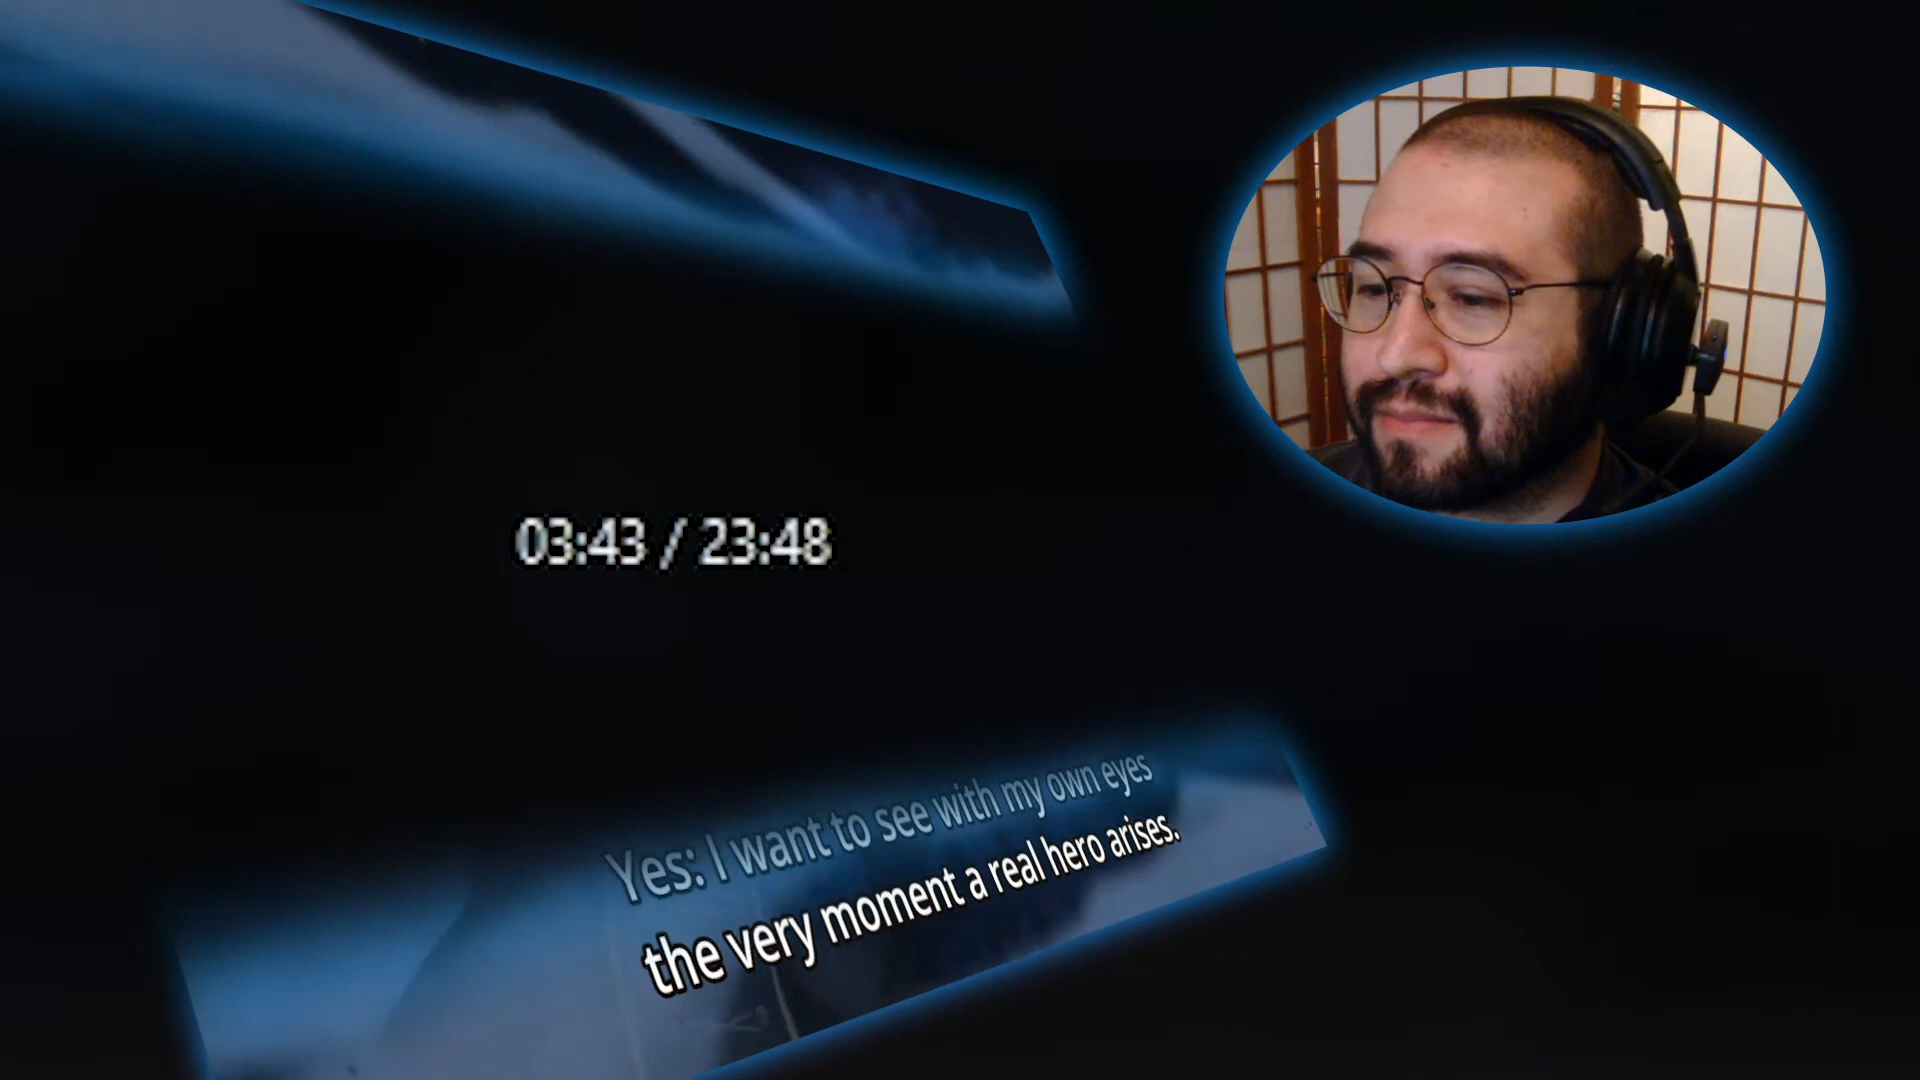 03:43 / 23:48
Yes: I want to see with my own eyes
the very moment a real hero arises.